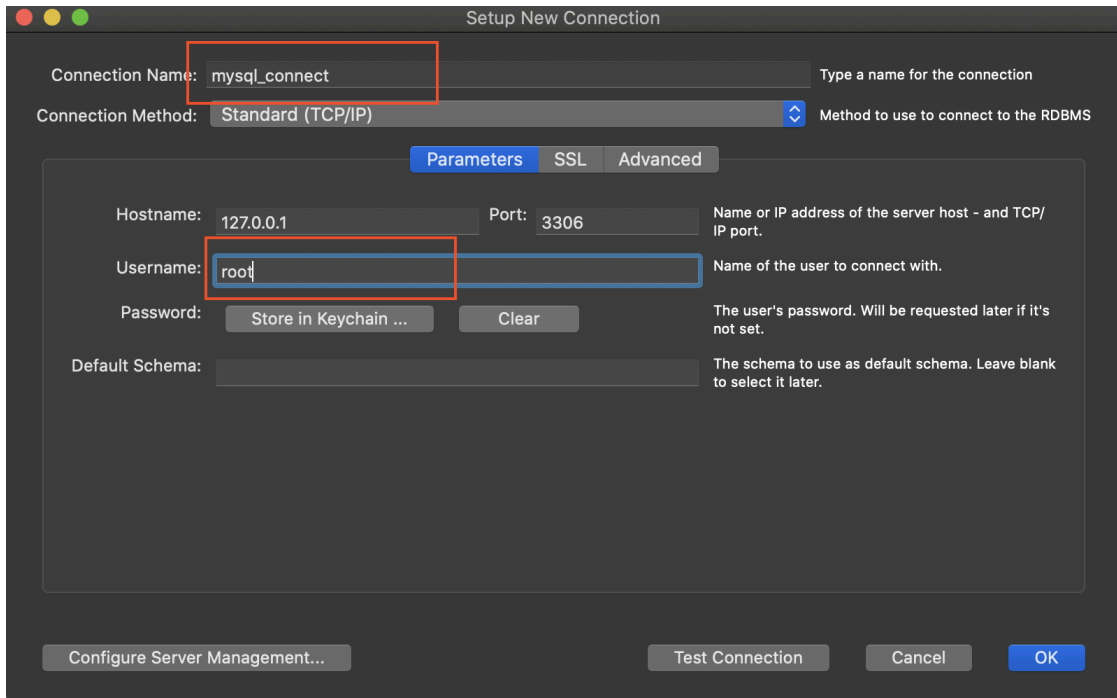 Setup New Connection
Connection Name: mysql_connect Type a name for the connection
Connection Method: Standard (TCP/IP) Method to use to connect to the RDBMS
Parameters SSL Advanced
Hostname: 127.0.0.1 Port: 3306 Name or IP address of the server host - and TCP/
IP port.
Username: root Name of the user to connect with.
Password: Store in Keychain ... Clear The user's password. Will be requested later if it's
not set.
Default Schema: The schema to use as default schema. Leave blank
to select it later.
Configure Server Management... Test Connection Cancel OK